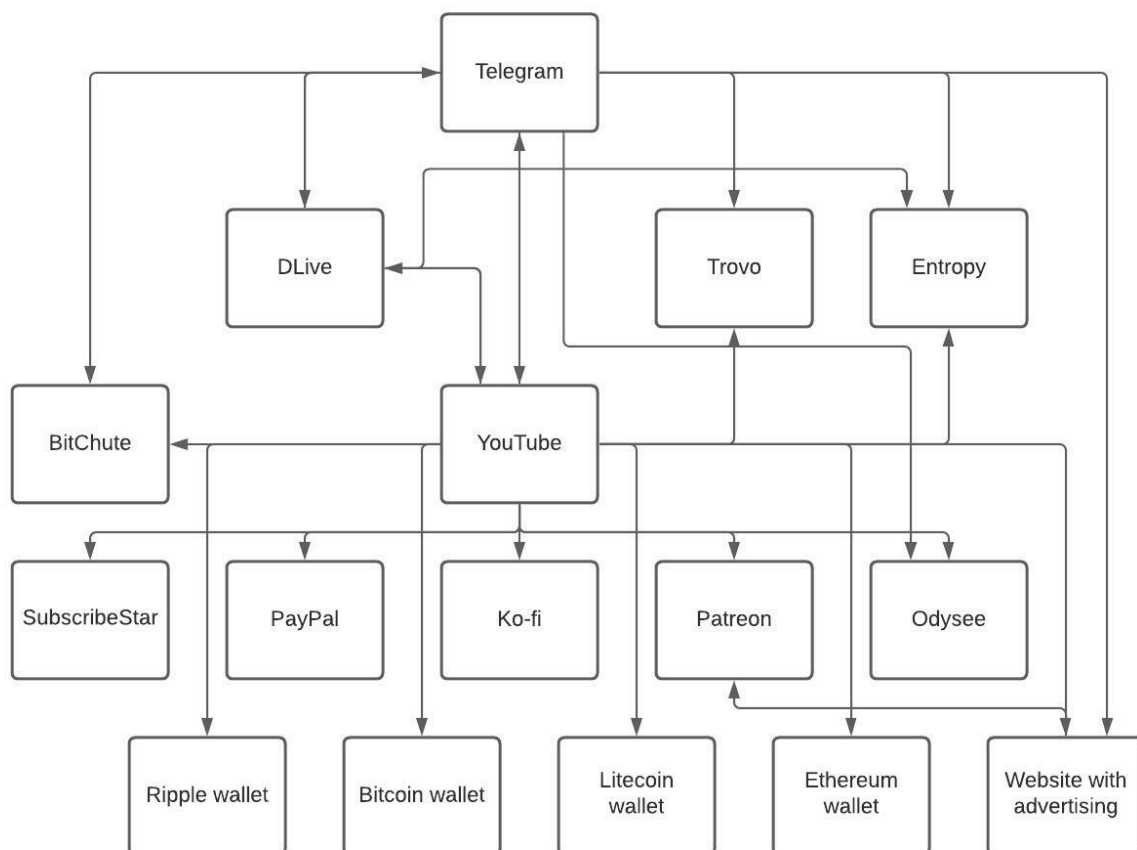 Telegram
DLive
Trovo
Entropy
BitChute
YouTube
SubscribeStar
PayPal
Ko-fi
Patreon
Odysee
Ripple wallet
Bitcoin wallet
Litecoin
wallet
Ethereum
wallet
Website with
advertising